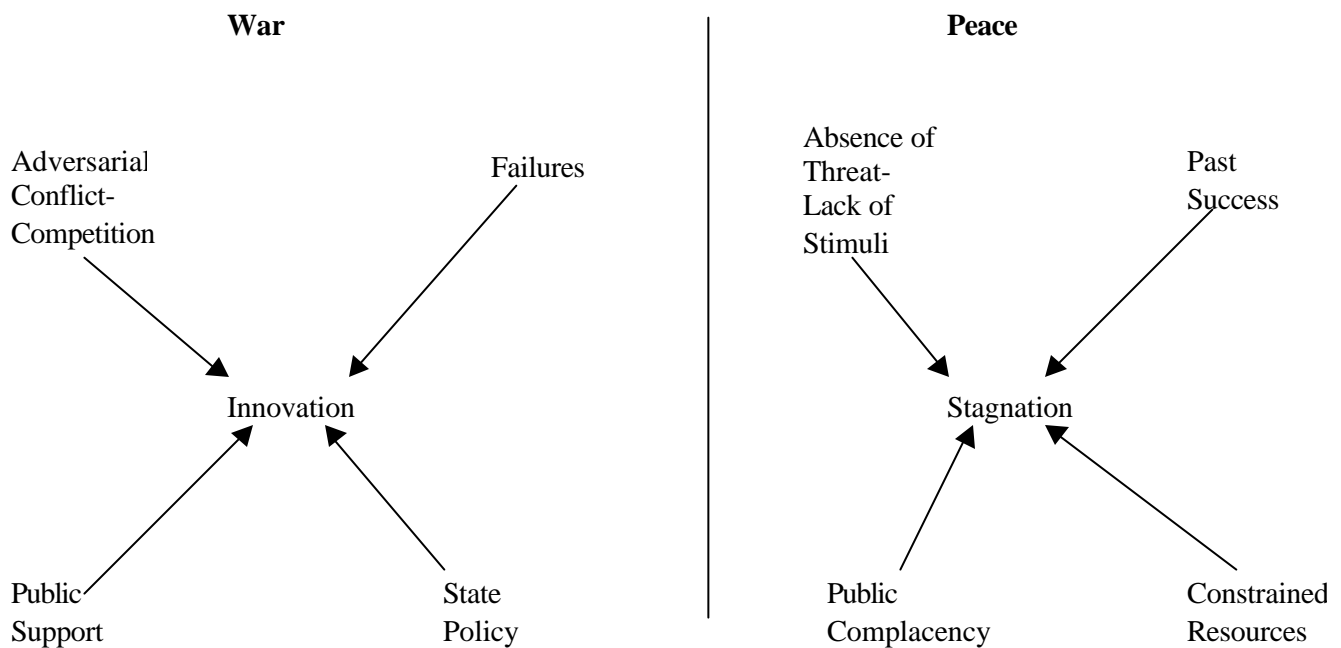 War
Peace
Adversarial
Conflict-
Competition
Failures
Absence of
Threat-
Lack of
Stimuli
Past
Success
Innovation
Stagnation
Public
Support
State
Policy
Public
Complacency
Constrained
Resources